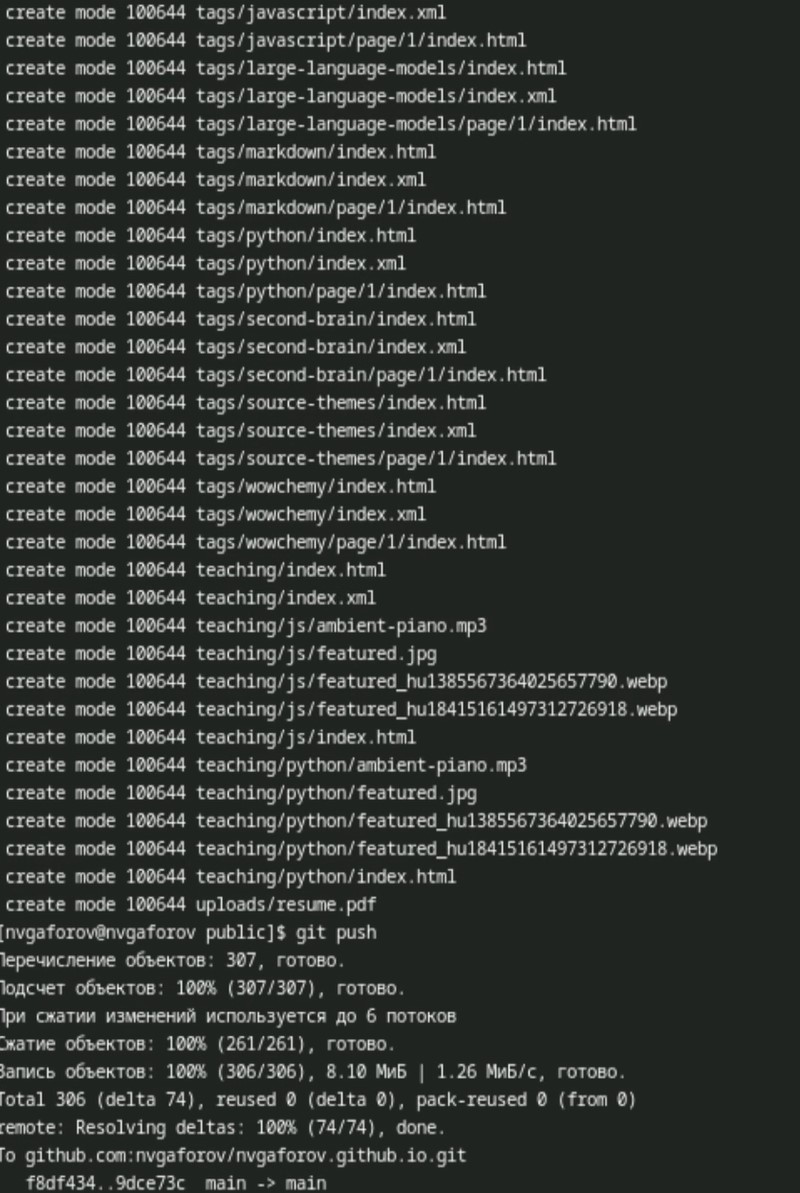 create mode 100644 tags/javascript/index.xml
create mode 100644 tags/javascript/page/1/index.html
create mode 100644 tags/large-language-models/index.html
create mode 100644 tags/large-language-models/index.xml
create mode 100644 tags/large-language-models/page/1/index.html
create mode 100644 tags/markdown/index.html
create mode 100644 tags/markdown/index.xml
create mode 100644 tags/markdown/page/1/index.html
create mode 100644 tags/python/index.html
create mode 100644 tags/python/index.xml
create mode 100644 tags/python/page/1/index.html
create mode 100644 tags/second-brain/index.html
create mode 100644 tags/second-brain/index.xml
create mode 100644 tags/second-brain/page/1/index.html
create mode 100644 tags/source-themes/index.html
create mode 100644 tags/source-themes/index.xml
create mode 100644 tags/source-themes/page/1/index.html
create mode 100644 tags/wowchemy/index.html
create mode 100644 tags/wowchemy/index.xml
create mode 100644 tags/wowchemy/page/1/index.html
create mode 100644 teaching/index.html
create mode 100644 teaching/index.xml
create mode 100644 teaching/js/ambient-piano.mp3
create mode 100644 teaching/js/featured.jpg
create mode 100644 teaching/js/featured_hu1385567364025657790.webp
create mode 100644 teaching/js/featured_hu18415161497312726918.webp
create mode 100644 teaching/js/index.html
create mode 100644 teaching/python/ambient-piano.mp3
create mode 100644 teaching/python/featured.jpg
create mode 100644 teaching/python/featured_hu1385567364025657790.webp
create mode 100644 teaching/python/featured_hu18415161497312726918.webp
create mode 100644 teaching/python/index.html
create mode 100644 uploads/resume.pdf
[nvgaforov@nvgaforov public]$ git push
Перечисление объектов: 307, готово.
Подсчет объектов: 100% (307/307), готово.
При сжатии изменений используется до 6 потоков
Сжатие объектов: 100% (261/261), готово.
Запись объектов: 100% (306/306), 8.10 МиБ | 1.26 МиБ/с, готово.
Total 306 (delta 74), reused 0 (delta 0), pack-reused 0 (from 0)
remote: Resolving deltas: 100% (74/74), done.
To github.com:nvgaforov/nvgaforov.github.io.git
f8df434..9dce73c  main -> main